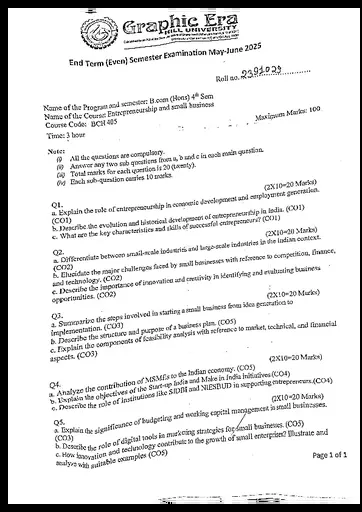 Graphic Era
HILL UNIVERSITY
End Term (Even) Semester Examination May-June 2025
Roll no.
Name of the Program and semester: B.com (Hons) 4th Sem
Name of the Course: Entrepreneurship and small business
Course Code: BCH 405
Maximum Marks: 100
Time: 3 hour
Note:
(i) All the questions are compulsory.
(ii) Answer any two sub questions from a, b and c in each main question.
(iii) Total marks for each question is 20 (twenty).
(iv) Each sub-question carries 10 marks.
(2X10=20 Marks)
Q1.
a. Explain the role of entrepreneurship in economic development and employment generation.
(CO1)
b. Describe the evolution and historical development of entrepreneurship in India. (CO1)
c. What are the key characteristics and skills of successful entrepreneurs? (CO1)
(2X10=20 Marks)
Q2.
a. Differentiate between small-scale industries and large-scale industries in the Indian context.
(CO2)
b. Elucidate the major challenges faced by small businesses with reference to competition, finance,
and technology. (CO2)
c. Describe the importance of innovation and creativity in identifying and evaluating business
opportunities. (CO2)
(2X10=20 Marks)
Q3.
a. Summarize the steps involved in starting a small business from idea generation to
implementation. (CO3)
b. Describe the structure and purpose of a business plan. (CO5)
c. Explain the components of feasibility analysis with reference to market, technical, and financial
aspects. (CO3)
(2X10=20 Marks)
Q4.
a. Analyze the contribution of MSMEs to the Indian economy. (CO5)
b. Explain the objectives of the Start-up India and Make in India initiatives. (CO4)
c. Describe the role of institutions like SIDBI and NIESBUD in supporting entrepreneurs. (CO4)
(2X10=20 Marks)
Q5.
a. Explain the significance of budgeting and working capital management in small businesses.
(CO3)
b. Describe the role of digital tools in marketing strategies for small businesses. (CO5)
c. How innovation and technology contribute to the growth of small enterprises? Illustrate and
analyze with suitable examples (CO5)
Page 1 of 1